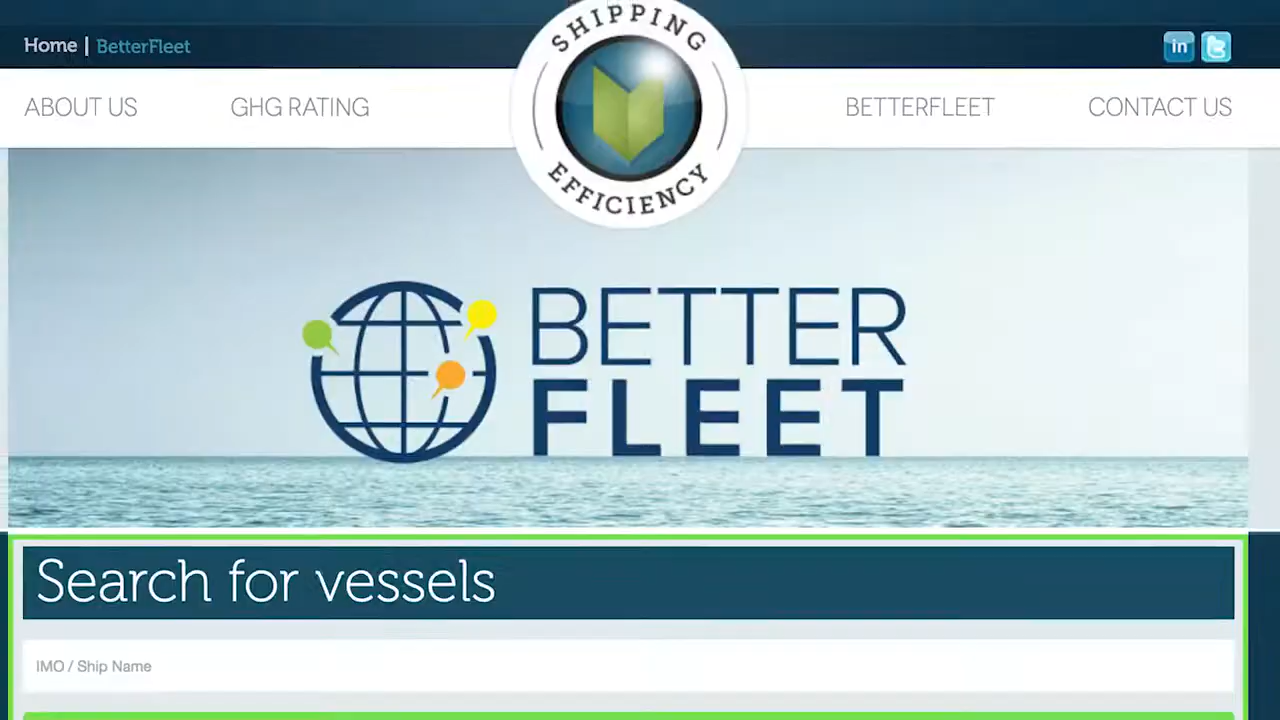 Home | BetterFleet
in
ABOUT US
GHG RATING
SHIPPING
EFFICIENCY
BETTERFLEET
CONTACT US
BETTER
FLEET
Search for vessels
IMO / Ship Name